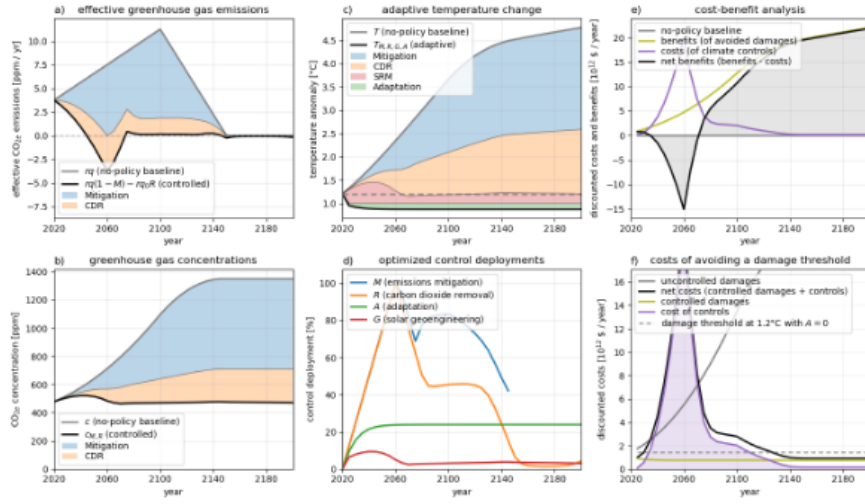 a) effective greenhouse gas emissions
effective CO₂ₑ emissions [ppm / yr]
10.0
7.5
5.0
2.5
0.0
−2.5
−5.0
−7.5
rq (no-policy baseline)
rq(1 − M) − rq₀R (controlled)
Mitigation
CDR
2020 2060 2100 2140 2180
year
c) adaptive temperature change
temperature anomaly [°C]
4.5
4.0
3.5
3.0
2.5
2.0
1.5
1.0
T (no-policy baseline)
T_{M,R,G,A} (adaptive)
Mitigation
CDR
SRM
Adaptation
2020 2060 2100 2140 2180
year
e) cost-benefit analysis
discounted costs and benefits [10¹² $ / year]
20
15
10
5
0
−5
−10
−15
no-policy baseline
benefits (of avoided damages)
costs (of climate controls)
net benefits (benefits - costs)
2020 2060 2100 2140 2180
year
b) greenhouse gas concentrations
CO₂ₑ concentration [ppm]
1400
1200
1000
800
600
400
200
0
c (no-policy baseline)
c_{M,R} (controlled)
Mitigation
CDR
2020 2060 2100 2140 2180
year
d) optimized control deployments
control deployment [%]
100
80
60
40
20
0
M (emissions mitigation)
R (carbon dioxide removal)
A (adaptation)
G (solar geoengineering)
2020 2060 2100 2140 2180
year
f) costs of avoiding a damage threshold
discounted costs [10¹² $ / year]
16
14
12
10
8
6
4
2
0
uncontrolled damages
net costs (controlled damages + controls)
controlled damages
cost of controls
damage threshold at 1.2°C with A = 0
2020 2060 2100 2140 2180
year